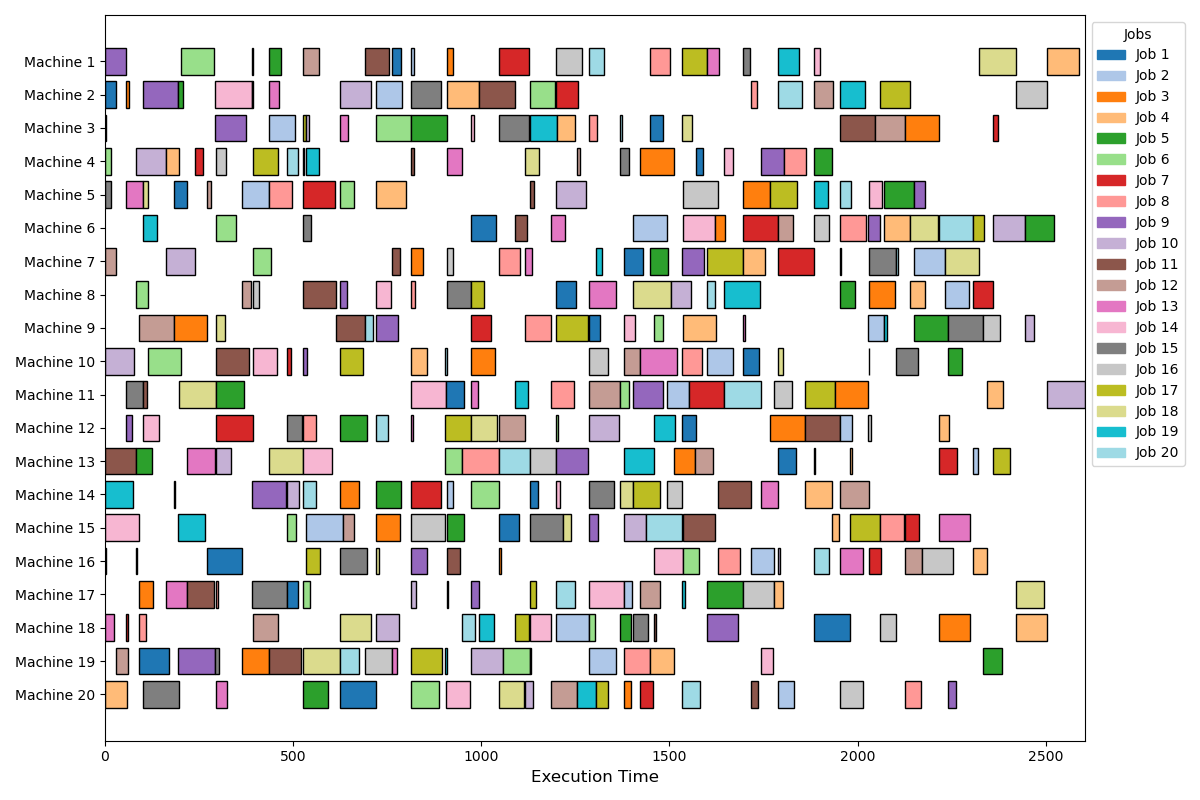 Machine 1
Machine 2
Machine 3
Machine 4
Machine 5
Machine 6
Machine 7
Machine 8
Machine 9
Machine 10
Machine 11
Machine 12
Machine 13
Machine 14
Machine 15
Machine 16
Machine 17
Machine 18
Machine 19
Machine 20
0 500 1000 1500 2000 2500
Execution Time
Jobs
Job 1
Job 2
Job 3
Job 4
Job 5
Job 6
Job 7
Job 8
Job 9
Job 10
Job 11
Job 12
Job 13
Job 14
Job 15
Job 16
Job 17
Job 18
Job 19
Job 20